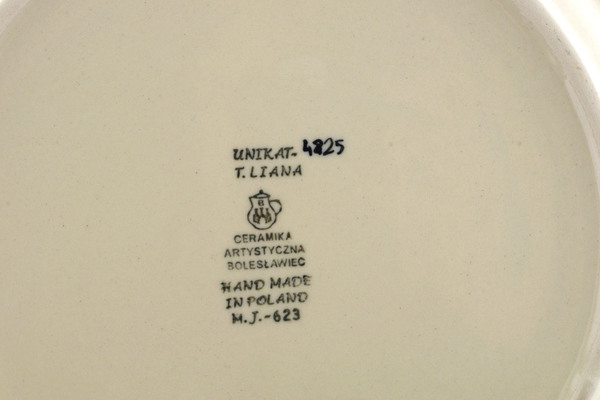 UNIKAT-4825
T. LIANA
B
CERAMIKA
ARTYSTYCZNA
BOLESŁAWIEC
HAND MADE
IN POLAND
M.J.-623